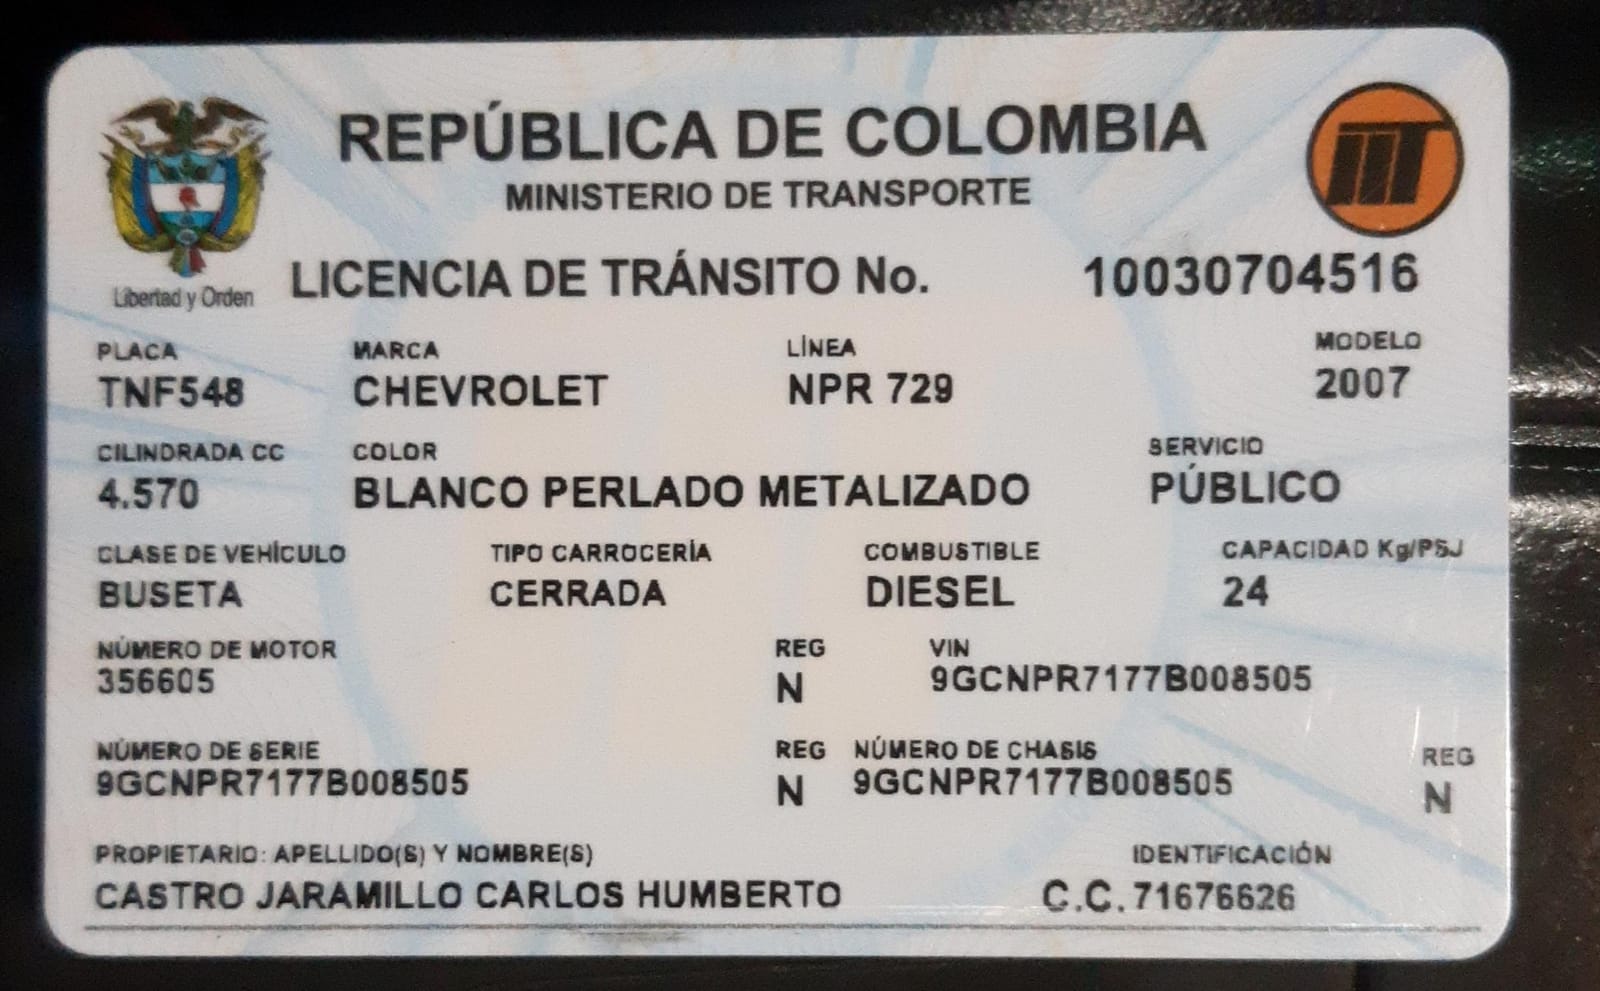 REPÚBLICA DE COLOMBIA
MINISTERIO DE TRANSPORTE
Libertad y Orden
LICENCIA DE TRÁNSITO No. 10030704516
PLACA MARCA LÍNEA MODELO
TNF548 CHEVROLET NPR 729 2007
CILINDRADA CC COLOR SERVICIO
4.570 BLANCO PERLADO METALIZADO PÚBLICO
CLASE DE VEHÍCULO TIPO CARROCERÍA COMBUSTIBLE CAPACIDAD Kg/PSJ
BUSETA CERRADA DIESEL 24
NÚMERO DE MOTOR REG VIN
356605 N 9GCNPR7177B008505
NÚMERO DE SERIE REG NÚMERO DE CHASIS REG
9GCNPR7177B008505 N 9GCNPR7177B008505 N
PROPIETARIO: APELLIDO(S) Y NOMBRE(S) IDENTIFICACIÓN
CASTRO JARAMILLO CARLOS HUMBERTO C.C. 71676626